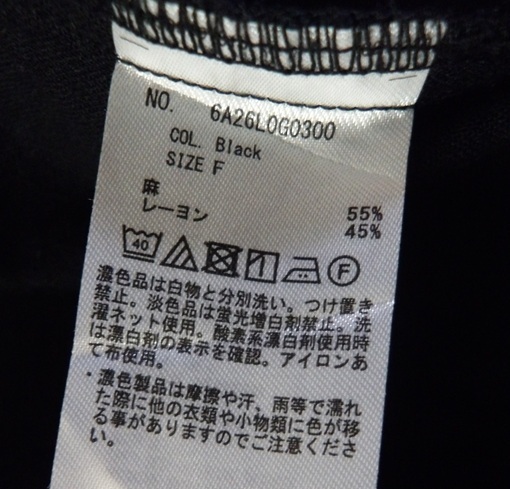 NO. 6A26L0G0300
COL. Black
SIZE F
麻 55%
レーヨン 45%
40 F
濃色品は白物と分別洗い。つけ置き
禁止。淡色品は蛍光増白剤禁止。洗
濯ネット使用。酸素系漂白剤使用時
は漂白剤の表示を確認。アイロンあ
て布使用。
・濃色製品は摩擦や汗、雨等で濡れ
た際に他の衣類や小物類に色が移
る事がありますのでご注意くださ
い。